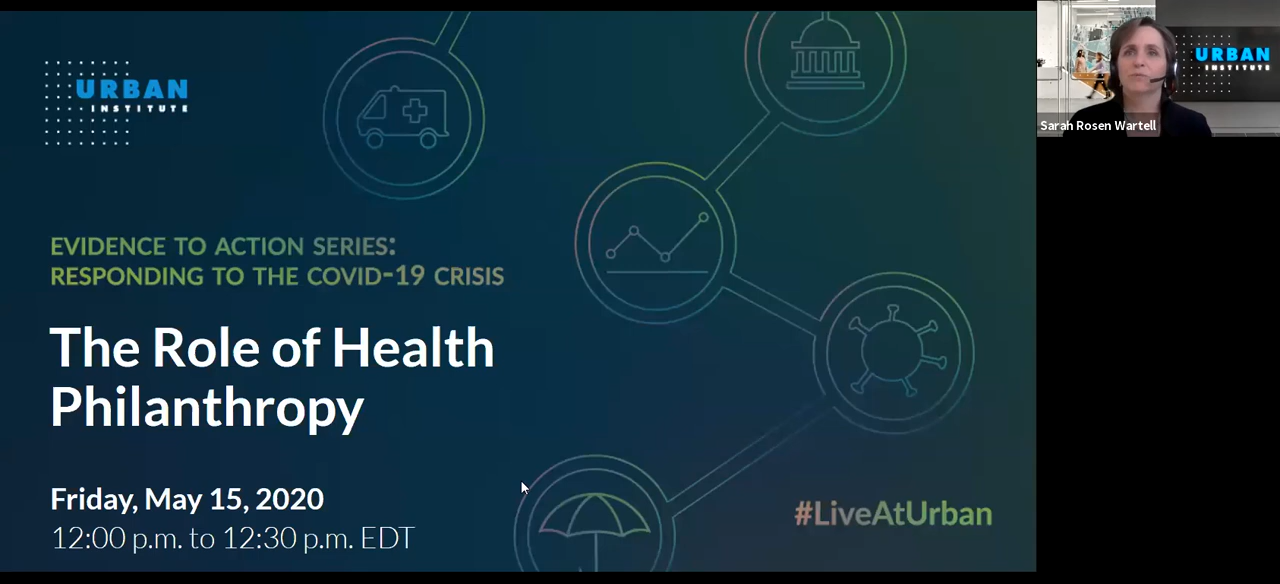 URBAN
INSTITUTE
EVIDENCE TO ACTION SERIES:
RESPONDING TO THE COVID-19 CRISIS
The Role of Health
Philanthropy
Friday, May 15, 2020
12:00 p.m. to 12:30 p.m. EDT
#LiveAtUrban
URBAN
INSTITUTE
Sarah Rosen Wartell